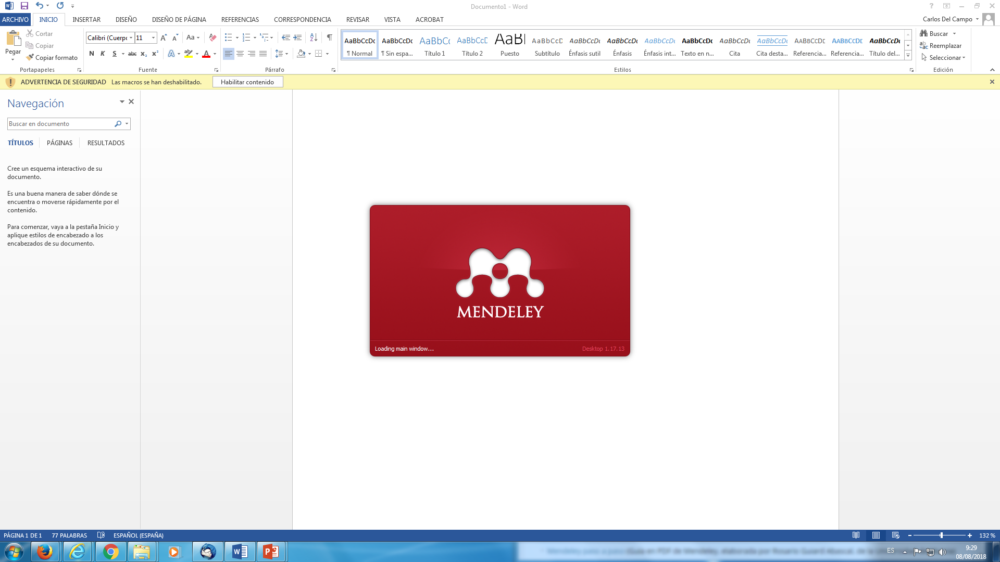 Documento1 - Word
ARCHIVO INICIO INSERTAR DISEÑO DISEÑO DE PÁGINA REFERENCIAS CORRESPONDENCIA REVISAR VISTA ACROBAT
Carlos Del Campo
Pegar
Cortar
Copiar
Copiar formato
Portapapeles
Calibri (Cuerpo 11
Aa
N K S abc x₂ x²
Fuente
Párrafo
AaBbCcDc AaBbCcDc AaBbCc AaBbCcD AaB AaBbCcD AaBbCcDc AaBbCcDc AaBbCcDc AaBbCcDc AaBbCcDc AaBbCcDc AABBCCDE AABBCCDE AaBbCcDc
¶ Normal ¶ Sin espa... Título 1 Título 2 Puesto Subtítulo Énfasis sutil Énfasis Énfasis int... Texto en n... Cita Cita desta... Referencia... Referencia... Título del...
Estilos
Buscar
Reemplazar
Seleccionar
Edición
ADVERTENCIA DE SEGURIDAD Las macros se han deshabilitado. Habilitar contenido
Navegación
Buscar en documento
TÍTULOS PÁGINAS RESULTADOS
Cree un esquema interactivo de su
documento.
Es una buena manera de saber dónde se
encuentra o moverse rápidamente por el
contenido.
Para comenzar, vaya a la pestaña Inicio y
aplique estilos de encabezado a los
encabezados de su documento.
MENDELEY
Loading main window... Desktop 1.17.13
PÁGINA 1 DE 1 77 PALABRAS ESPAÑOL (ESPAÑA) 132 %
ES
9:29
08/08/2018